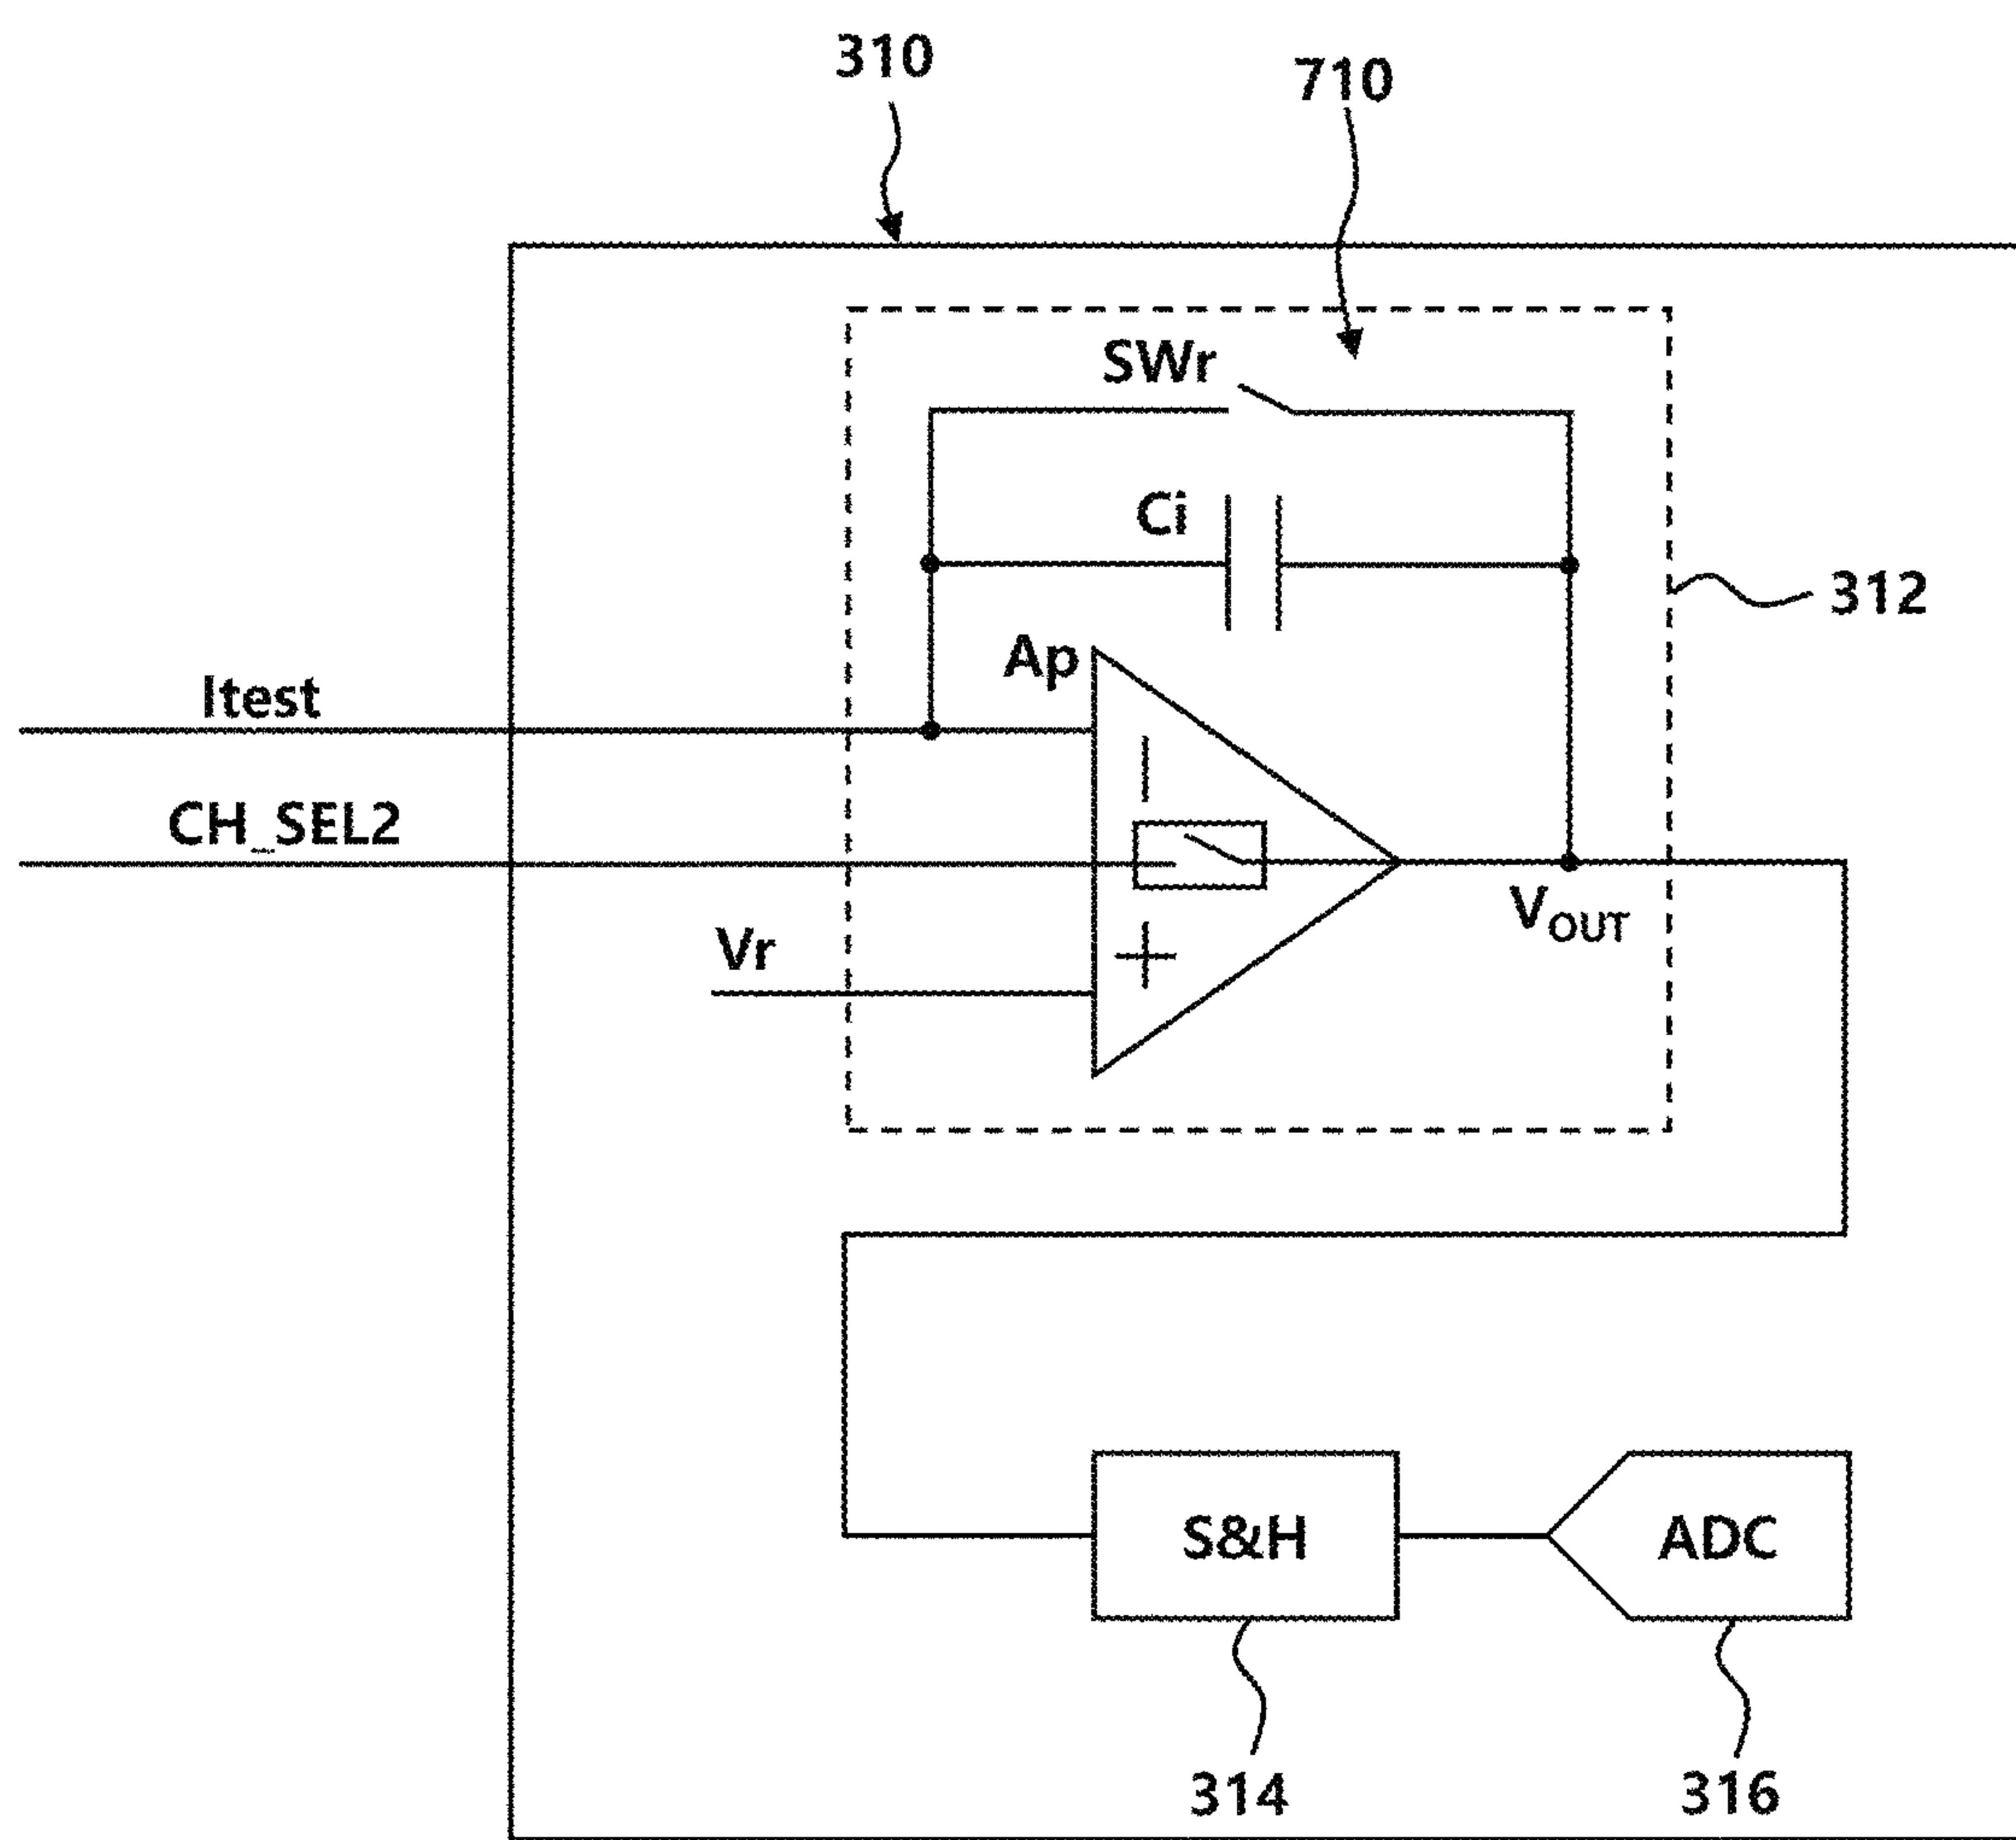 310
710
SWr
Ci
312
Ap
Itest
CH_SEL2
Vr
VOUT
S&H
ADC
314
316